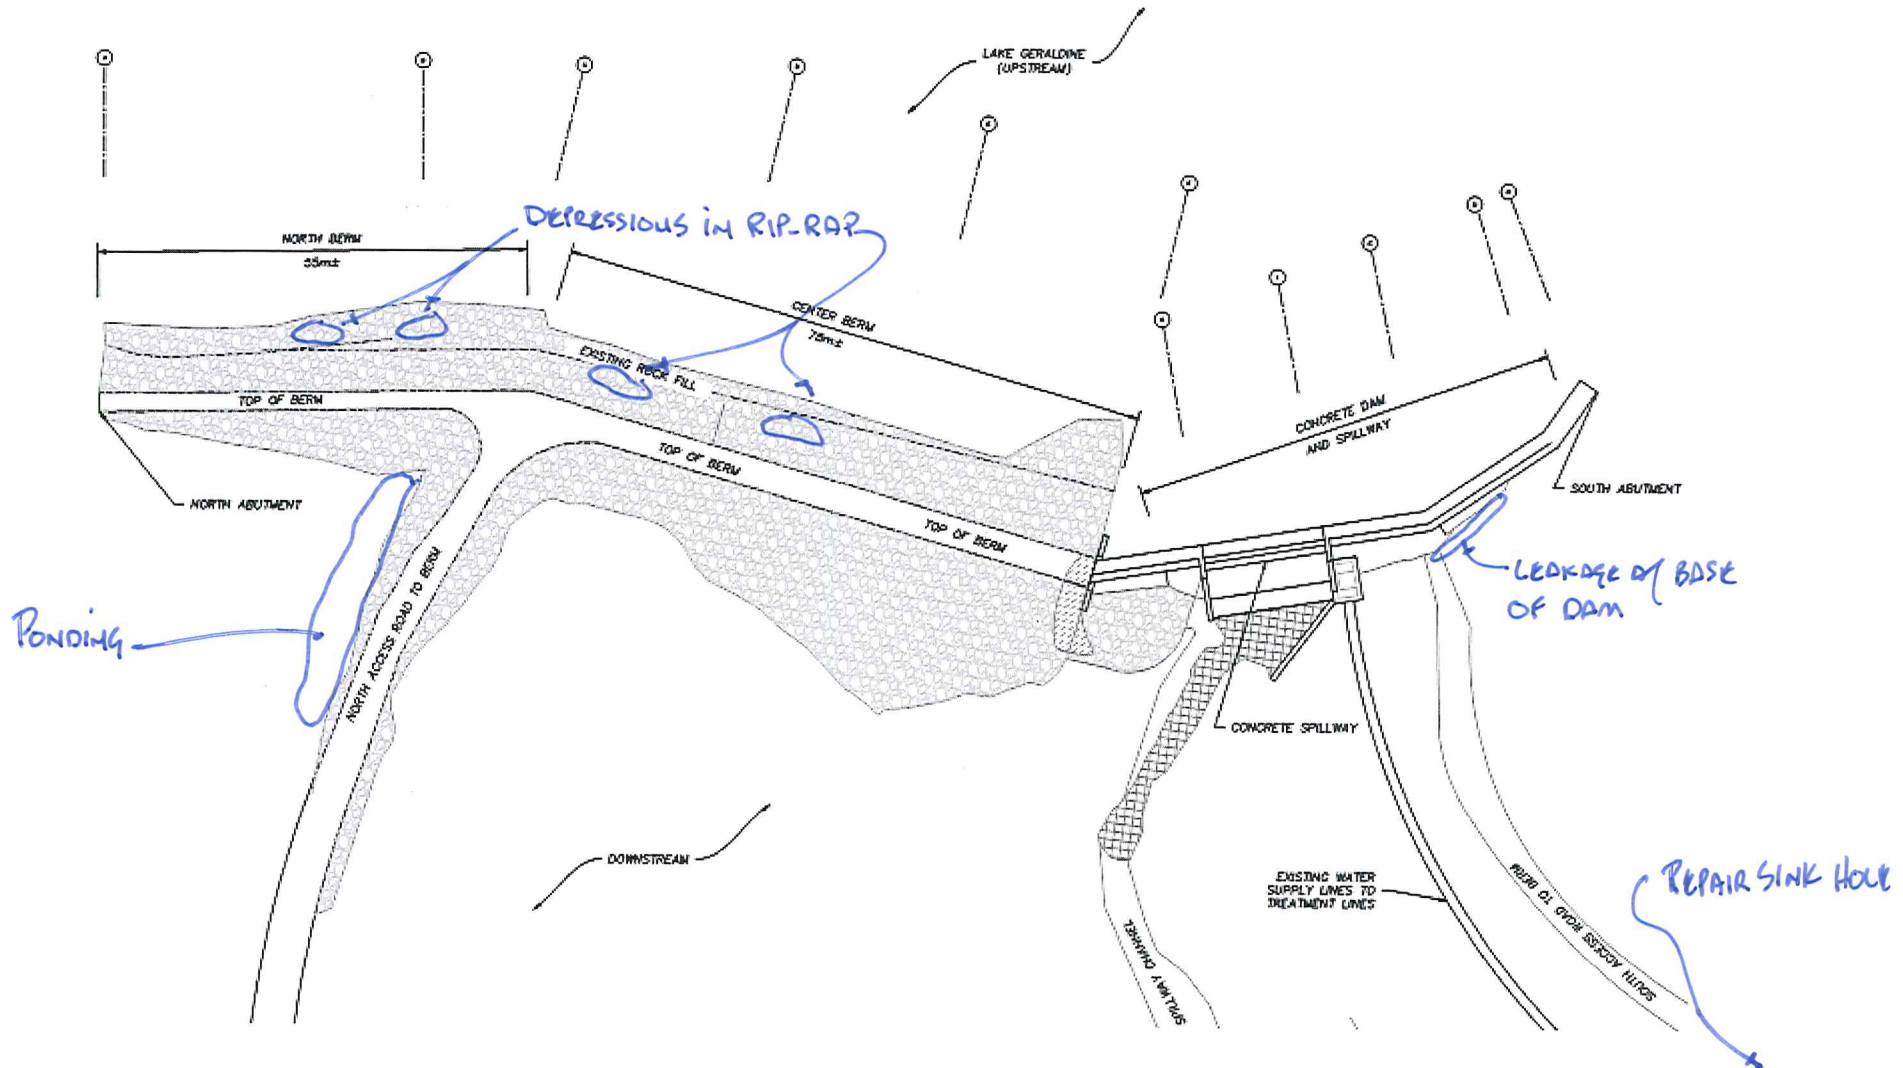 LAKE GERALDINE
(UPSTREAM)
DEPRESSIONS IN RIP-RAP
NORTH BERM
55m±
CENTER BERM
75m±
EXISTING ROCK FILL
TOP OF BERM
TOP OF BERM
TOP OF BERM
CONCRETE DAM
AND SPILLWAY
NORTH ABUTMENT
SOUTH ABUTMENT
LEAKAGE @ BASE
OF DAM
PONDING
NORTH ACCESS ROAD TO BERM
CONCRETE SPILLWAY
DOWNSTREAM
EXISTING WATER
SUPPLY LINES TO
TREATMENT LINES
REPAIR SINK HOLE
SOUTH ACCESS ROAD TO BERM
SPILLWAY CHANNEL